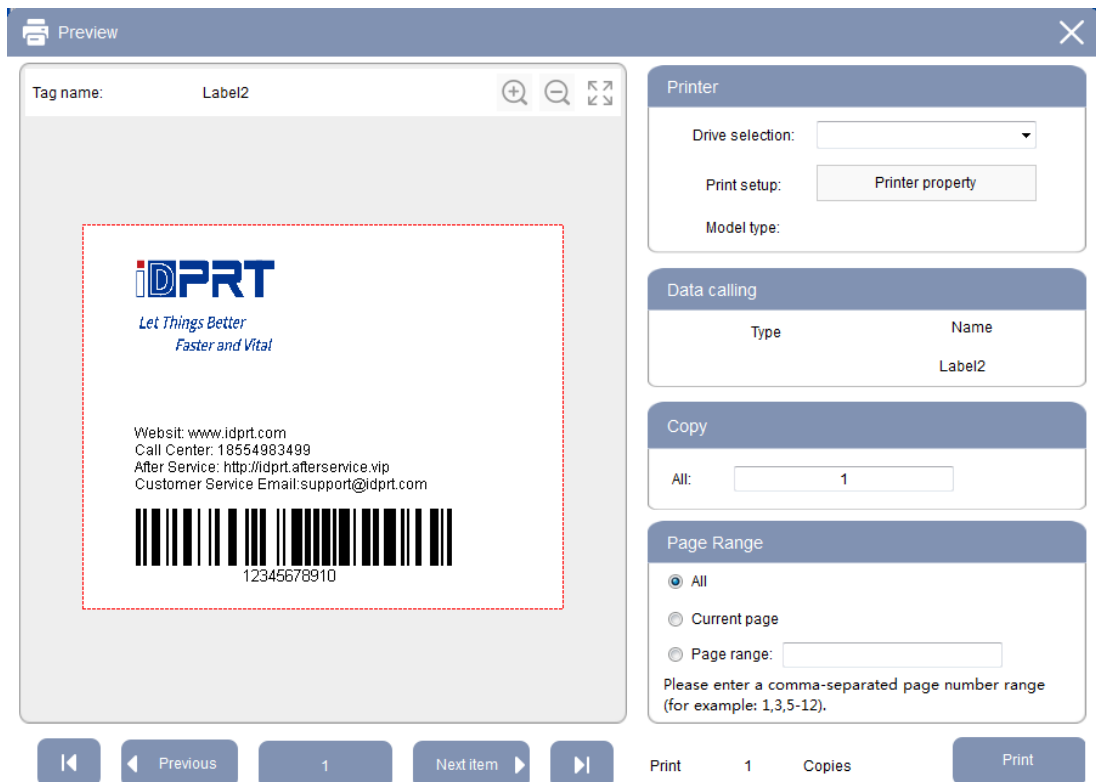 Preview
Tag name: Label2
iDPRT
Let Things Better
Faster and Vital
Websit: www.idprt.com
Call Center: 18554983499
After Service: http://idprt.afterservice.vip
Customer Service Email:support@idprt.com
12345678910
Previous
1
Next item
Printer
Drive selection:
Print setup: Printer property
Model type:
Data calling
Type Name
Label2
Copy
All: 1
Page Range
All
Current page
Page range:
Please enter a comma-separated page number range
(for example: 1,3,5-12).
Print 1 Copies
Print